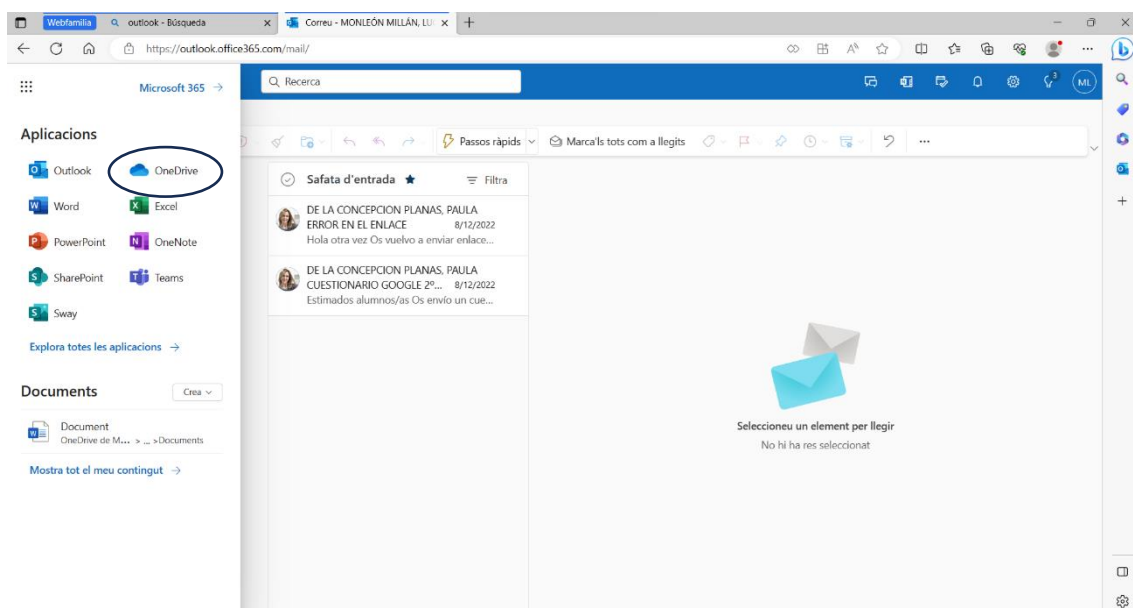 Webfamilia
outlook - Búsqueda
Correu - MONLEÓN MILLÁN, LU
https://outlook.office365.com/mail/
Microsoft 365 →
Recerca
3
ML
Aplicacions
Outlook
OneDrive
Word
Excel
PowerPoint
OneNote
SharePoint
Teams
Sway
Explora totes les aplicacions →
Documents
Crea
Document
OneDrive de M... > ... >Documents
Mostra tot el meu contingut →
Passos ràpids
Marca'ls tots com a llegits
Safata d'entrada
Filtra
DE LA CONCEPCION PLANAS, PAULA
ERROR EN EL ENLACE 8/12/2022
Hola otra vez Os vuelvo a enviar enlace...
DE LA CONCEPCION PLANAS, PAULA
CUESTIONARIO GOOGLE 2º... 8/12/2022
Estimados alumnos/as Os envío un cue...
Seleccioneu un element per llegir
No hi ha res seleccionat